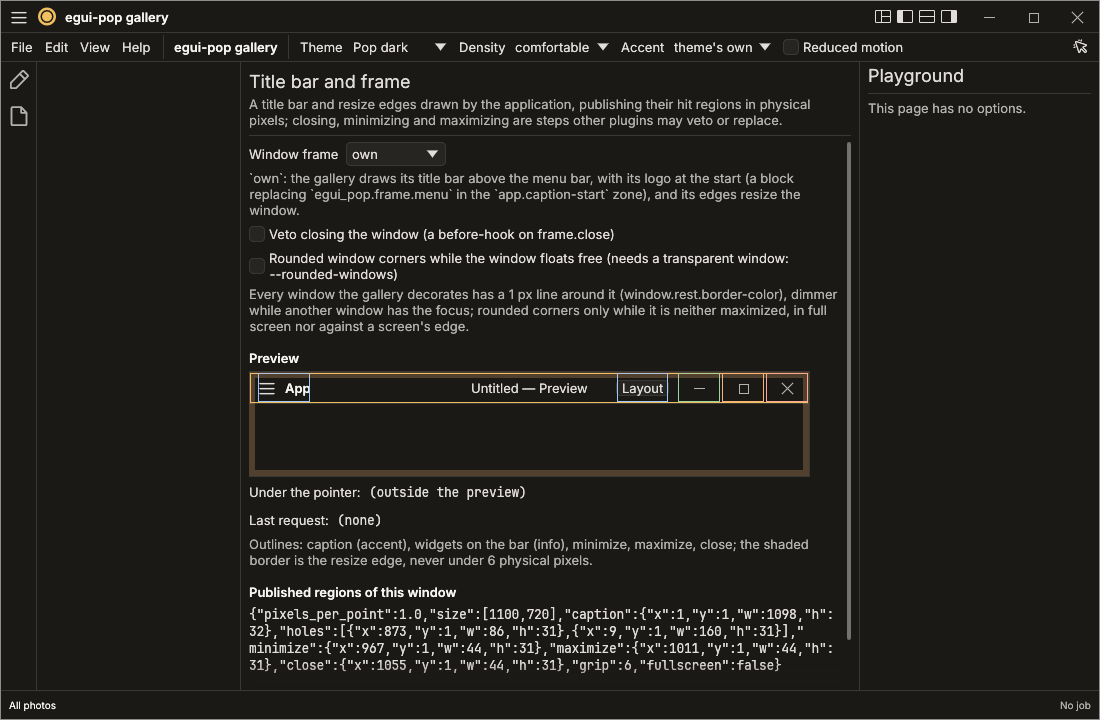 egui-pop gallery
File Edit View Help egui-pop gallery Theme Pop dark Density comfortable Accent theme's own Reduced motion
Title bar and frame
A title bar and resize edges drawn by the application, publishing their hit regions in physical
pixels; closing, minimizing and maximizing are steps other plugins may veto or replace.
Window frame own
`own`: the gallery draws its title bar above the menu bar, with its logo at the start (a block
replacing `egui_pop.frame.menu` in the `app.caption-start` zone), and its edges resize the
window.
Veto closing the window (a before-hook on frame.close)
Rounded window corners while the window floats free (needs a transparent window:
--rounded-windows)
Every window the gallery decorates has a 1 px line around it (window.rest.border-color), dimmer
while another window has the focus; rounded corners only while it is neither maximized, in full
screen nor against a screen's edge.
Preview
App Untitled — Preview Layout
Under the pointer: (outside the preview)
Last request: (none)
Outlines: caption (accent), widgets on the bar (info), minimize, maximize, close; the shaded
border is the resize edge, never under 6 physical pixels.
Published regions of this window
{"pixels_per_point":1.0,"size":[1100,720],"caption":{"x":1,"y":1,"w":1098,"h":
32},"holes":[{"x":873,"y":1,"w":86,"h":31},{"x":9,"y":1,"w":160,"h":31}],"
minimize":{"x":967,"y":1,"w":44,"h":31},"maximize":{"x":1011,"y":1,"w":44,"h":
31},"close":{"x":1055,"y":1,"w":44,"h":31},"grip":6,"fullscreen":false}
Playground
This page has no options.
All photos
No job